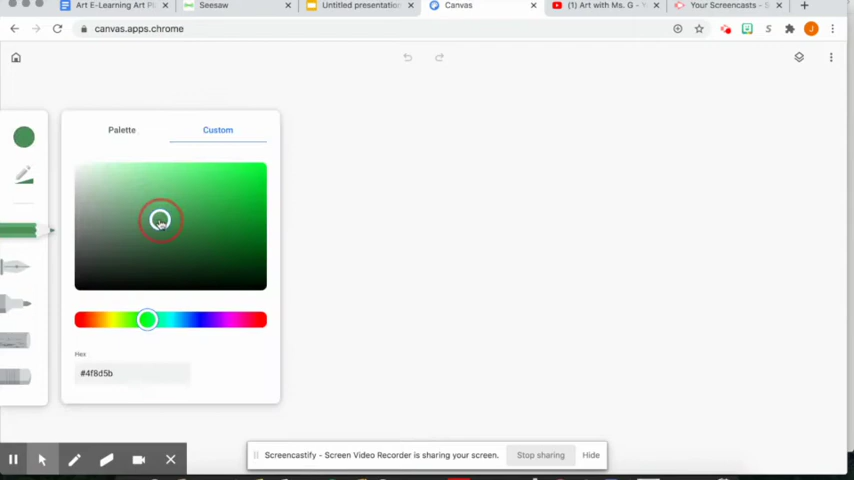 Art E-Learning Art Pl
Seesaw
Untitled presentation
Canvas
(1) Art with Ms. G - Y
Your Screencasts - S
canvas.apps.chrome
J
Palette
Custom
Hex
#4f8d5b
Screencastify - Screen Video Recorder is sharing your screen.
Stop sharing
Hide